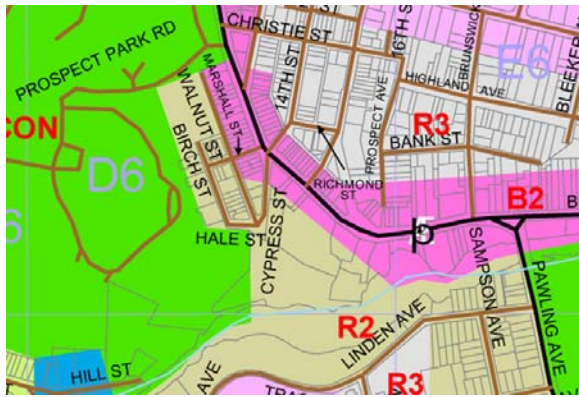 CHRISTIE ST
16TH ST
BRUNSWICK
BLEEKER
E6
PROSPECT PARK RD
MARSHALL ST
14TH ST
HIGHLAND AVE
PROSPECT AVE
WALNUT ST
R3
BANK ST
CON
BIRCH ST
D6
RICHMOND ST
B2
B
6
HALE ST
CYPRESS ST
p
SAMPSON AVE
PAWLING AVE
R2
LINDEN AVE
HILL ST
AVE
R3